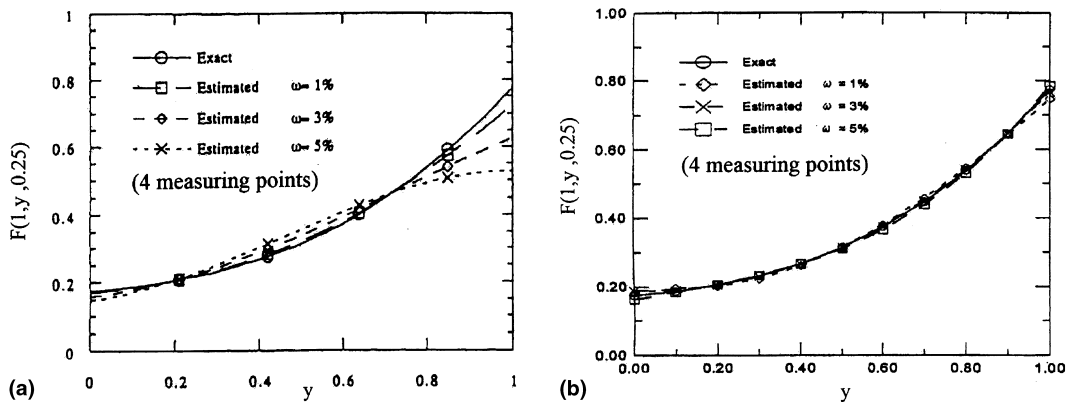 F(1,y ,0.25)
1
0.8
0.6
0.4
0.2
0
Exact
Estimated ω= 1%
Estimated ω= 3%
Estimated ω= 5%
(4 measuring points)
0
0.2
0.4
0.6
0.8
1
y
(a)
F(1,y ,0.25)
1.00
0.80
0.60
0.40
0.20
0.00
Exact
Estimated ω = 1%
Estimated ω = 3%
Estimated ω = 5%
(4 measuring points)
0.00
0.20
0.40
0.60
0.80
1.00
y
(b)